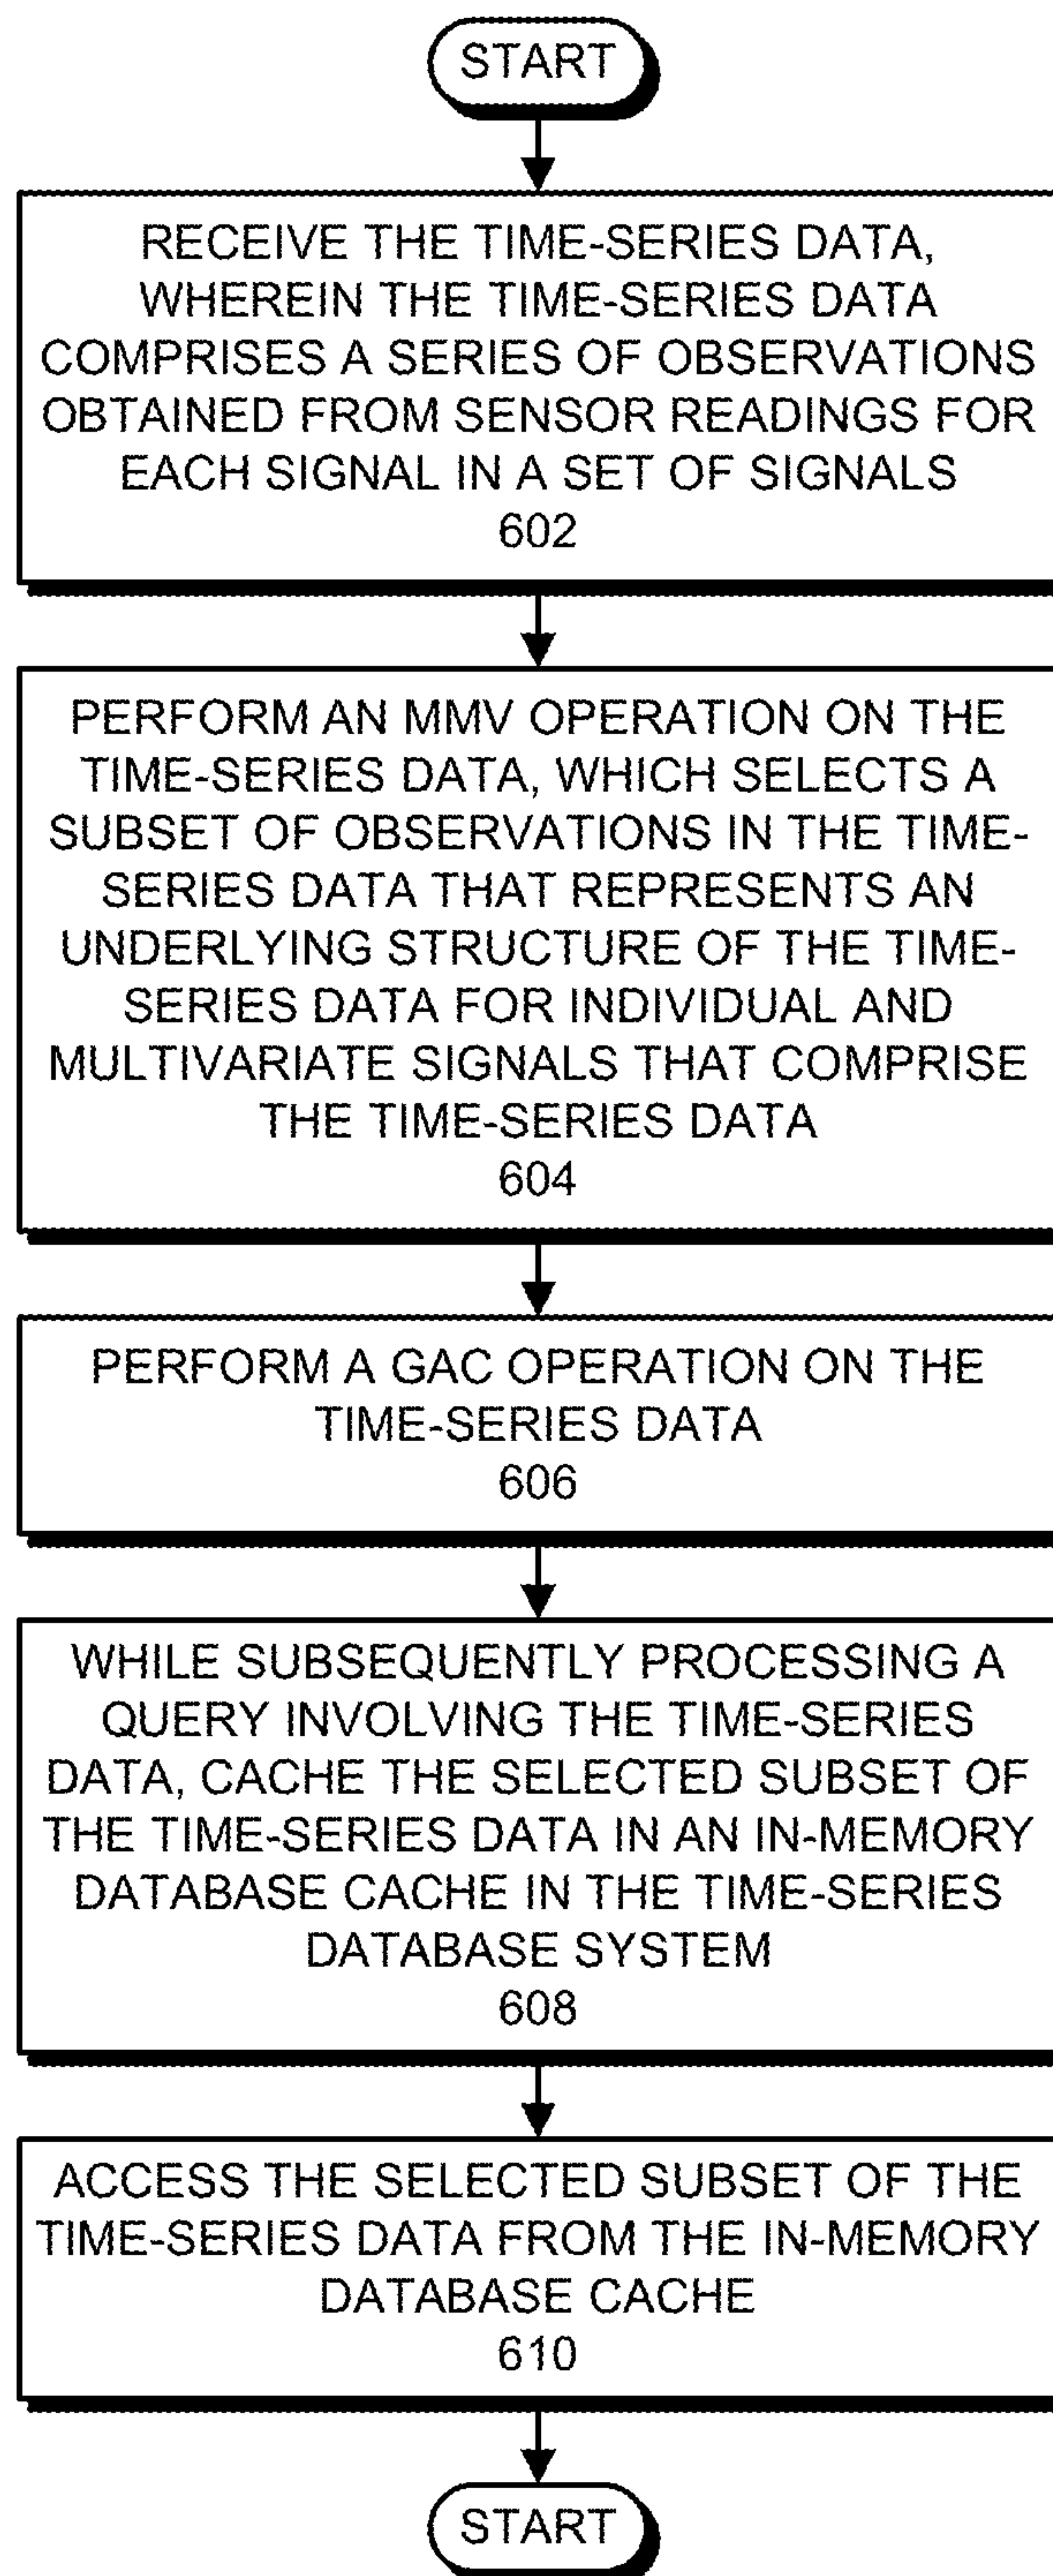 START
RECEIVE THE TIME-SERIES DATA,
WHEREIN THE TIME-SERIES DATA
COMPRISES A SERIES OF OBSERVATIONS
OBTAINED FROM SENSOR READINGS FOR
EACH SIGNAL IN A SET OF SIGNALS
602
PERFORM AN MMV OPERATION ON THE
TIME-SERIES DATA, WHICH SELECTS A
SUBSET OF OBSERVATIONS IN THE TIME-
SERIES DATA THAT REPRESENTS AN
UNDERLYING STRUCTURE OF THE TIME-
SERIES DATA FOR INDIVIDUAL AND
MULTIVARIATE SIGNALS THAT COMPRISE
THE TIME-SERIES DATA
604
PERFORM A GAC OPERATION ON THE
TIME-SERIES DATA
606
WHILE SUBSEQUENTLY PROCESSING A
QUERY INVOLVING THE TIME-SERIES
DATA, CACHE THE SELECTED SUBSET OF
THE TIME-SERIES DATA IN AN IN-MEMORY
DATABASE CACHE IN THE TIME-SERIES
DATABASE SYSTEM
608
ACCESS THE SELECTED SUBSET OF THE
TIME-SERIES DATA FROM THE IN-MEMORY
DATABASE CACHE
610
START